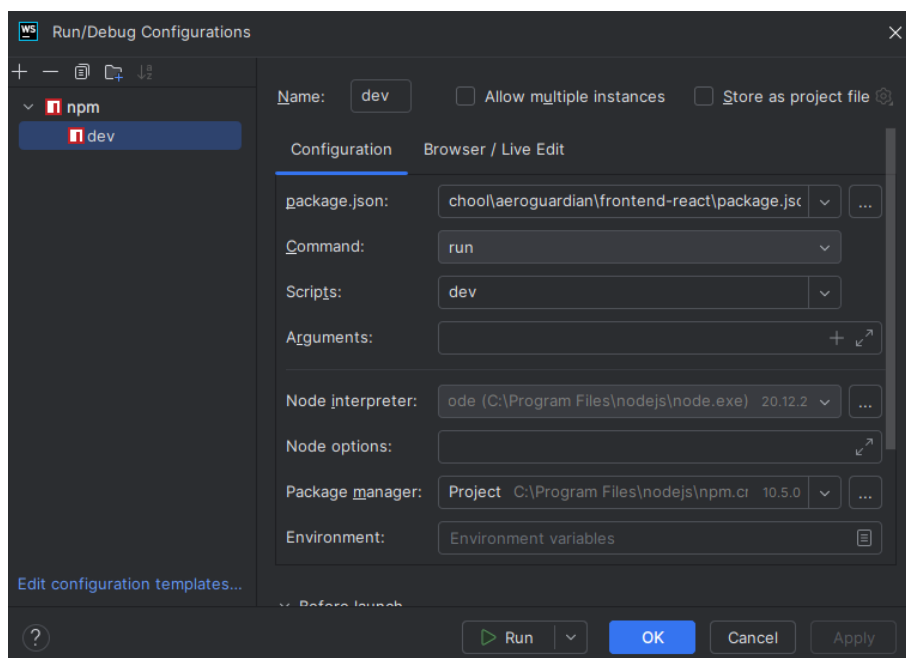 WS Run/Debug Configurations
npm
dev
Edit configuration templates...
Name: dev Allow multiple instances Store as project file
Configuration Browser / Live Edit
package.json: chool\aeroguardian\frontend-react\package.jsc ...
Command: run
Scripts: dev
Arguments:
Node interpreter: ode (C:\Program Files\nodejs\node.exe) 20.12.2 ...
Node options:
Package manager: Project C:\Program Files\nodejs\npm.cr 10.5.0 ...
Environment: Environment variables
Before launch
? Run OK Cancel Apply